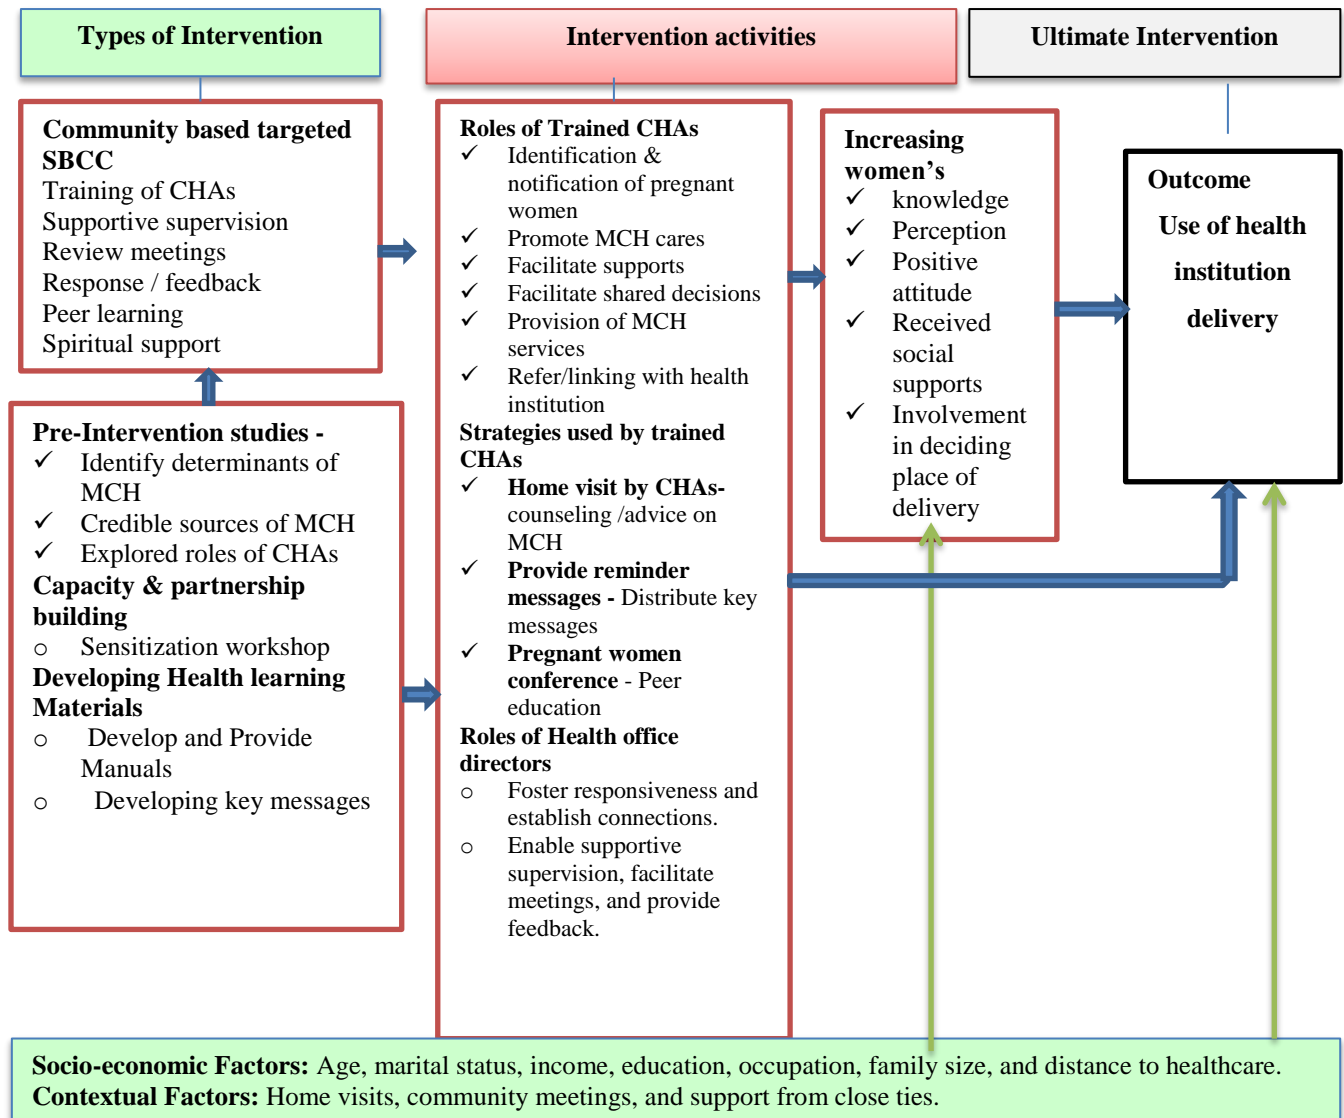 Types of Intervention
Intervention activities
Ultimate Intervention
Community based targeted
SBCC
Training of CHAs
Supportive supervision
Review meetings
Response / feedback
Peer learning
Spiritual support
Pre-Intervention studies -
✓ Identify determinants of
MCH
✓ Credible sources of MCH
✓ Explored roles of CHAs
Capacity & partnership
building
o Sensitization workshop
Developing Health learning
Materials
o Develop and Provide
Manuals
o Developing key messages
Roles of Trained CHAs
✓ Identification &
notification of pregnant
women
✓ Promote MCH cares
✓ Facilitate supports
✓ Facilitate shared decisions
✓ Provision of MCH
services
✓ Refer/linking with health
institution
Strategies used by trained
CHAs
✓ Home visit by CHAs-
counseling /advice on
MCH
✓ Provide reminder
messages - Distribute key
messages
✓ Pregnant women
conference - Peer
education
Roles of Health office
directors
o Foster responsiveness and
establish connections.
o Enable supportive
supervision, facilitate
meetings, and provide
feedback.
Increasing
women's
✓ knowledge
✓ Perception
✓ Positive
attitude
✓ Received
social
supports
✓ Involvement
in deciding
place of
delivery
Outcome
Use of health
institution
delivery
Socio-economic Factors: Age, marital status, income, education, occupation, family size, and distance to healthcare.
Contextual Factors: Home visits, community meetings, and support from close ties.